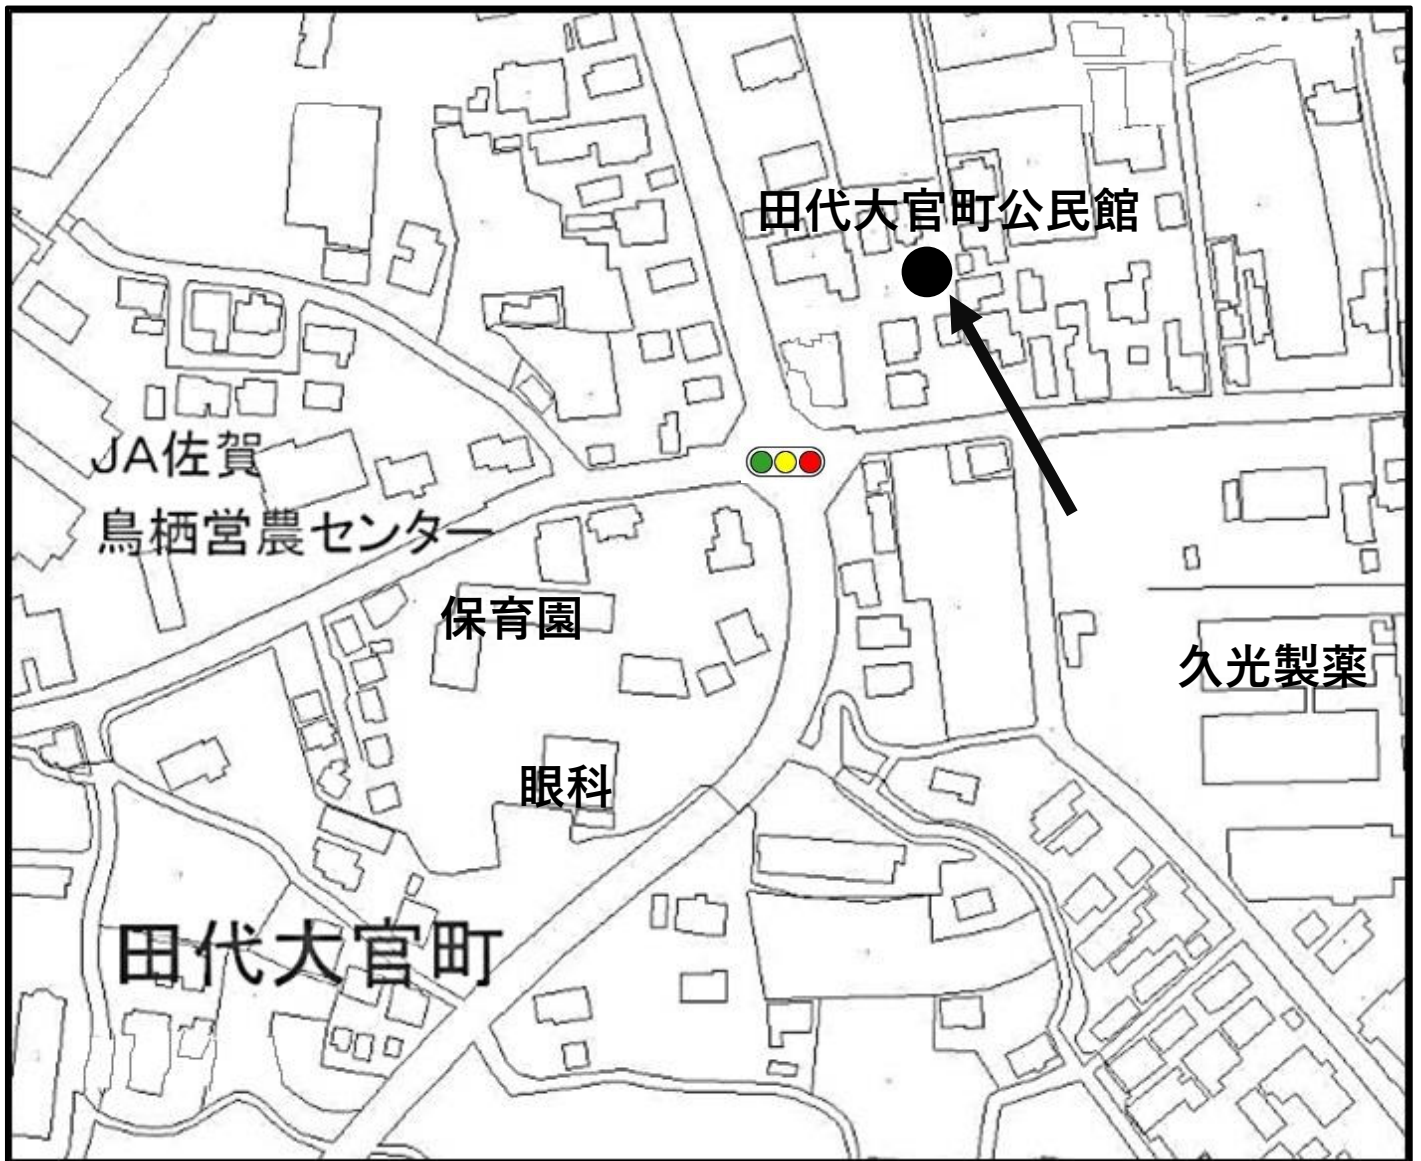 田代大官町公民館
JA佐賀
鳥栖営農センター
保育園
久光製薬
眼科
田代大官町